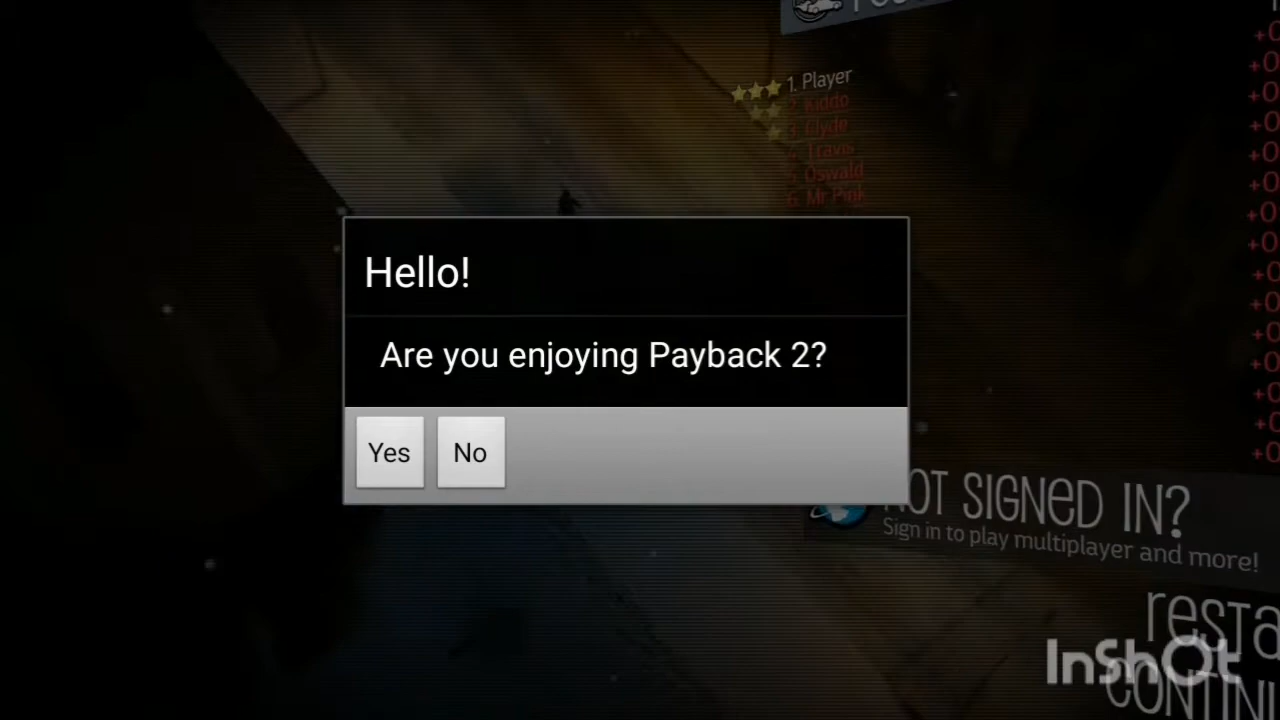 1. Player
2. Kiddo
3. Clyde
4. Travis
5. Oswald
6. Mr Pink
Hello!
Are you enjoying Payback 2?
Yes No
NOT SIGNED IN?
Sign in to play multiplayer and more!
InShOt